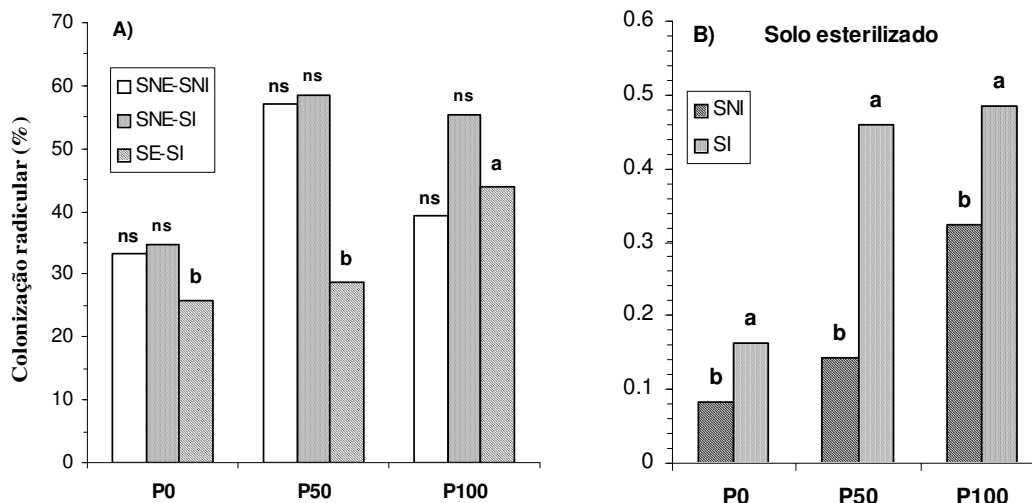 A)
SNE-SNI
SNE-SI
SE-SI
Colonização radicular (%)
70
60
50
40
30
20
10
0
ns
ns
b
ns
ns
b
ns
ns
a
P0
P50
P100
B)
Solo esterilizado
SNI
SI
0.6
0.5
0.4
0.3
0.2
0.1
0
b
a
b
a
b
a
P0
P50
P100